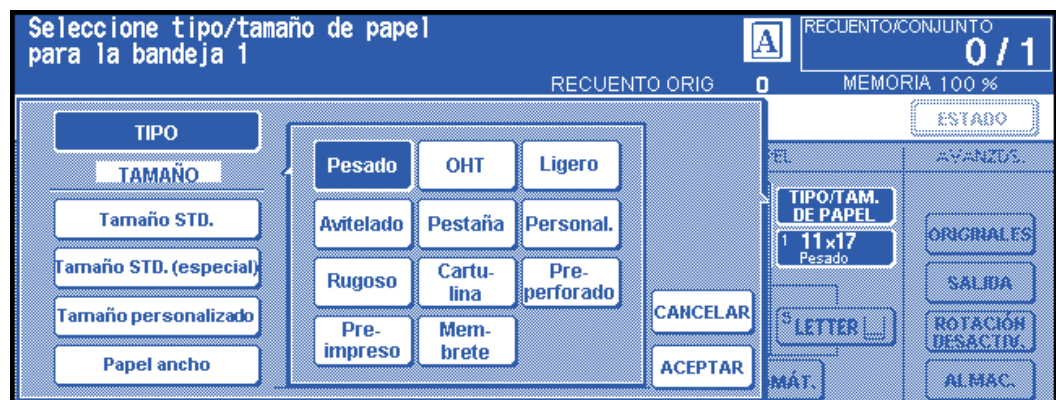 Seleccione tipo/tamaño de papel
para la bandeja 1
A
RECUENTO/CONJUNTO
0 / 1
RECUENTO ORIG 0
MEMORIA 100 %
ESTADO
TIPO
TAMAÑO
Tamaño STD.
Tamaño STD. (especial)
Tamaño personalizado
Papel ancho
Pesado
OHT
Ligero
Avitelado
Pestaña
Personal.
Rugoso
Cartu-
lina
Pre-
perforado
Pre-
impreso
Mem-
brete
CANCELAR
ACEPTAR
PEL
AVANZDS.
TIPO/TAM.
DE PAPEL
1 11x17
Pesado
S LETTER
MÁT.
ORIGINALES
SALIDA
ROTACIÓN
DESACTIV.
ALMAC.